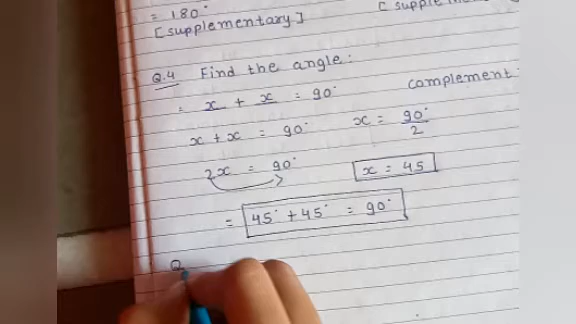 = 180°
[supplementary]
[supple
Q.4 Find the angle:
= x + x = 90°
complement:
x + x = 90°
x = 90°/2
2x = 90°
x = 45
= 45° + 45° = 90°
Q